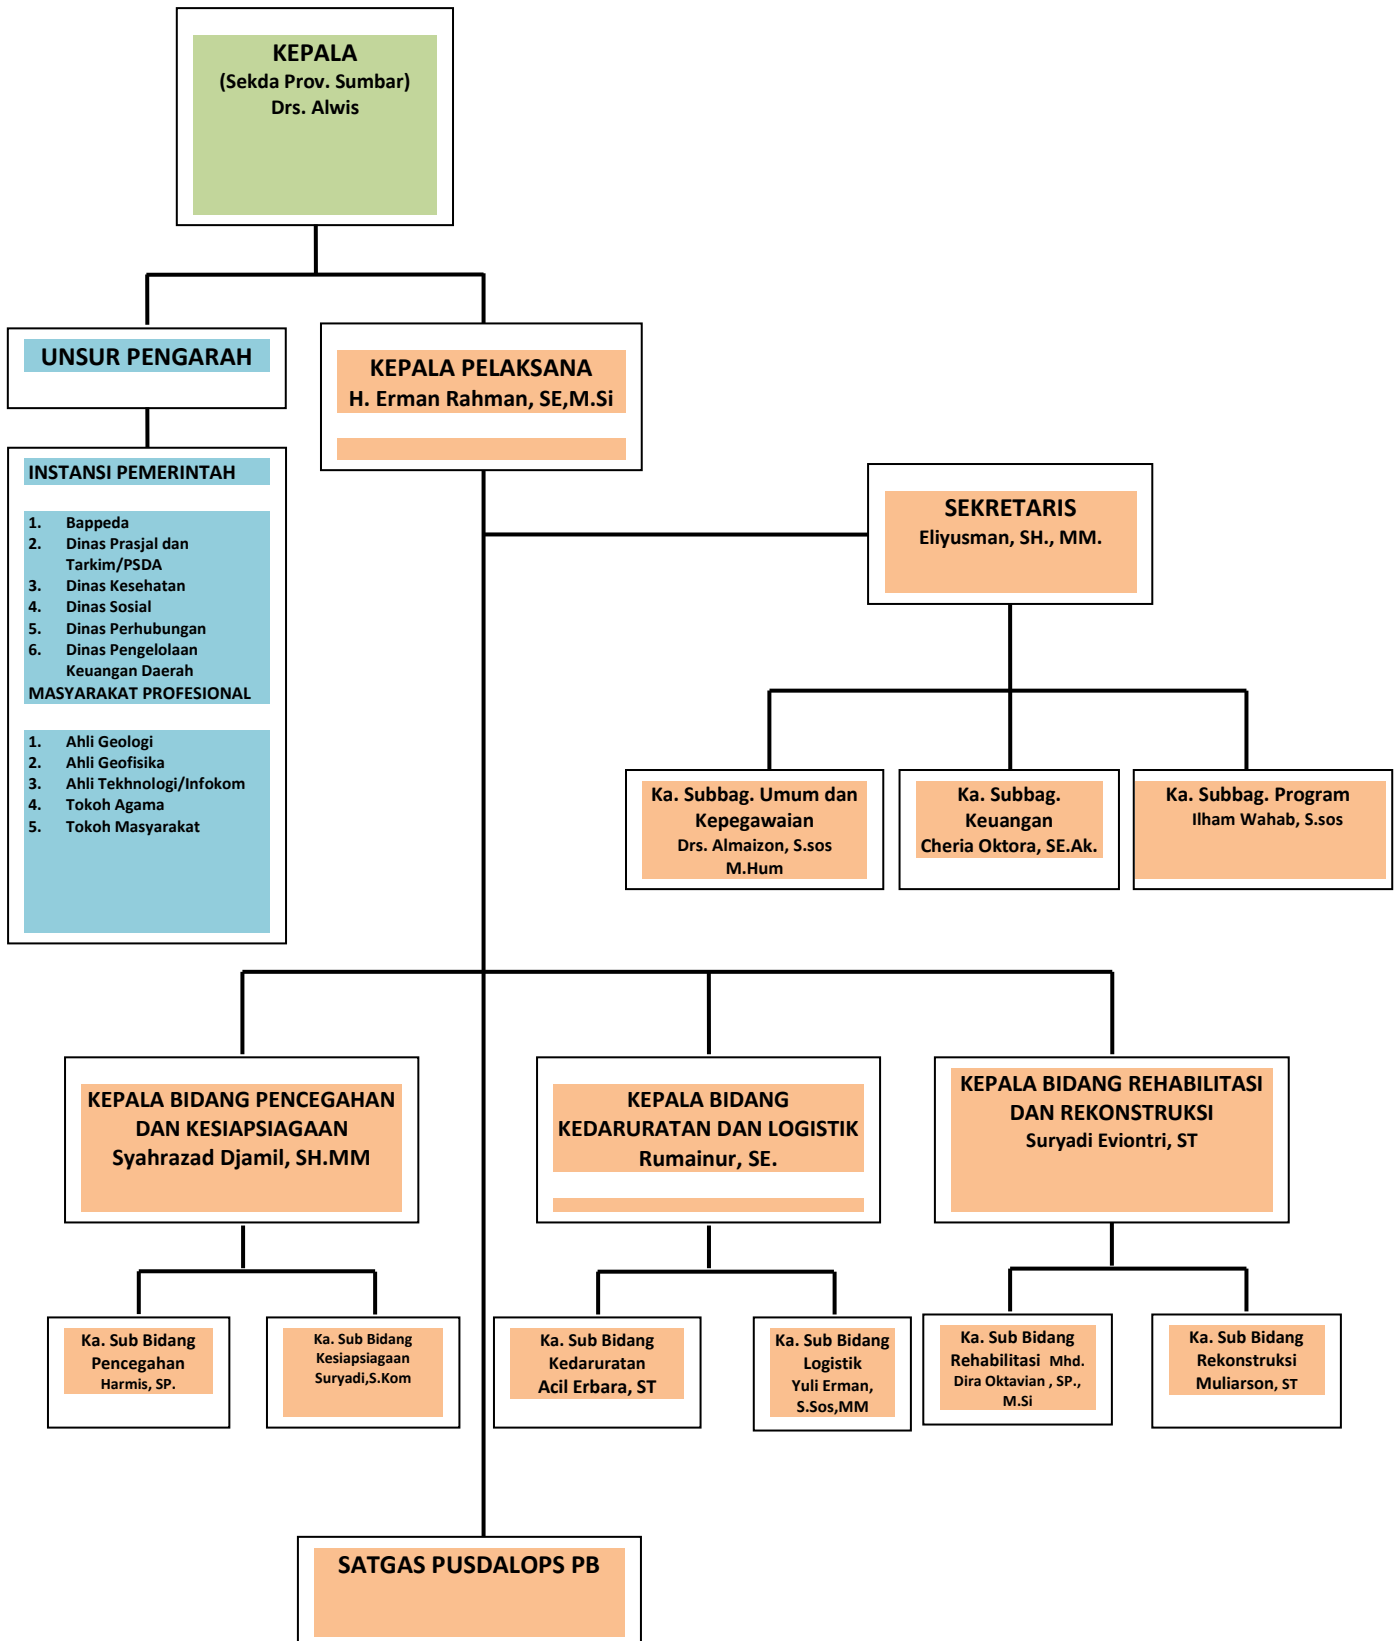 KEPALA
(Sekda Prov. Sumbar)
Drs. Alwis
UNSUR PENGARAH
KEPALA PELAKSANA
H. Erman Rahman, SE,M.Si
INSTANSI PEMERINTAH
1. Bappeda
2. Dinas Prasjal dan
Tarkim/PSDA
3. Dinas Kesehatan
4. Dinas Sosial
5. Dinas Perhubungan
6. Dinas Pengelolaan
Keuangan Daerah
MASYARAKAT PROFESIONAL
1. Ahli Geologi
2. Ahli Geofisika
3. Ahli Tekhnologi/Infokom
4. Tokoh Agama
5. Tokoh Masyarakat
SEKRETARIS
Eliyusman, SH., MM.
Ka. Subbag. Umum dan
Kepegawaian
Drs. Almaizon, S.sos
M.Hum
Ka. Subbag.
Keuangan
Cheria Oktora, SE.Ak.
Ka. Subbag. Program
Ilham Wahab, S.sos
KEPALA BIDANG PENCEGAHAN
DAN KESIAPSIAGAAN
Syahrazad Djamil, SH.MM
KEPALA BIDANG
KEDARURATAN DAN LOGISTIK
Rumainur, SE.
KEPALA BIDANG REHABILITASI
DAN REKONSTRUKSI
Suryadi Eviontri, ST
Ka. Sub Bidang
Pencegahan
Harmis, SP.
Ka. Sub Bidang
Kesiapsiagaan
Suryadi,S.Kom
Ka. Sub Bidang
Kedaruratan
Acil Erbara, ST
Ka. Sub Bidang
Logistik
Yuli Erman,
S.Sos,MM
Ka. Sub Bidang
Rehabilitasi Mhd.
Dira Oktavian , SP.,
M.Si
Ka. Sub Bidang
Rekonstruksi
Muliarson, ST
SATGAS PUSDALOPS PB